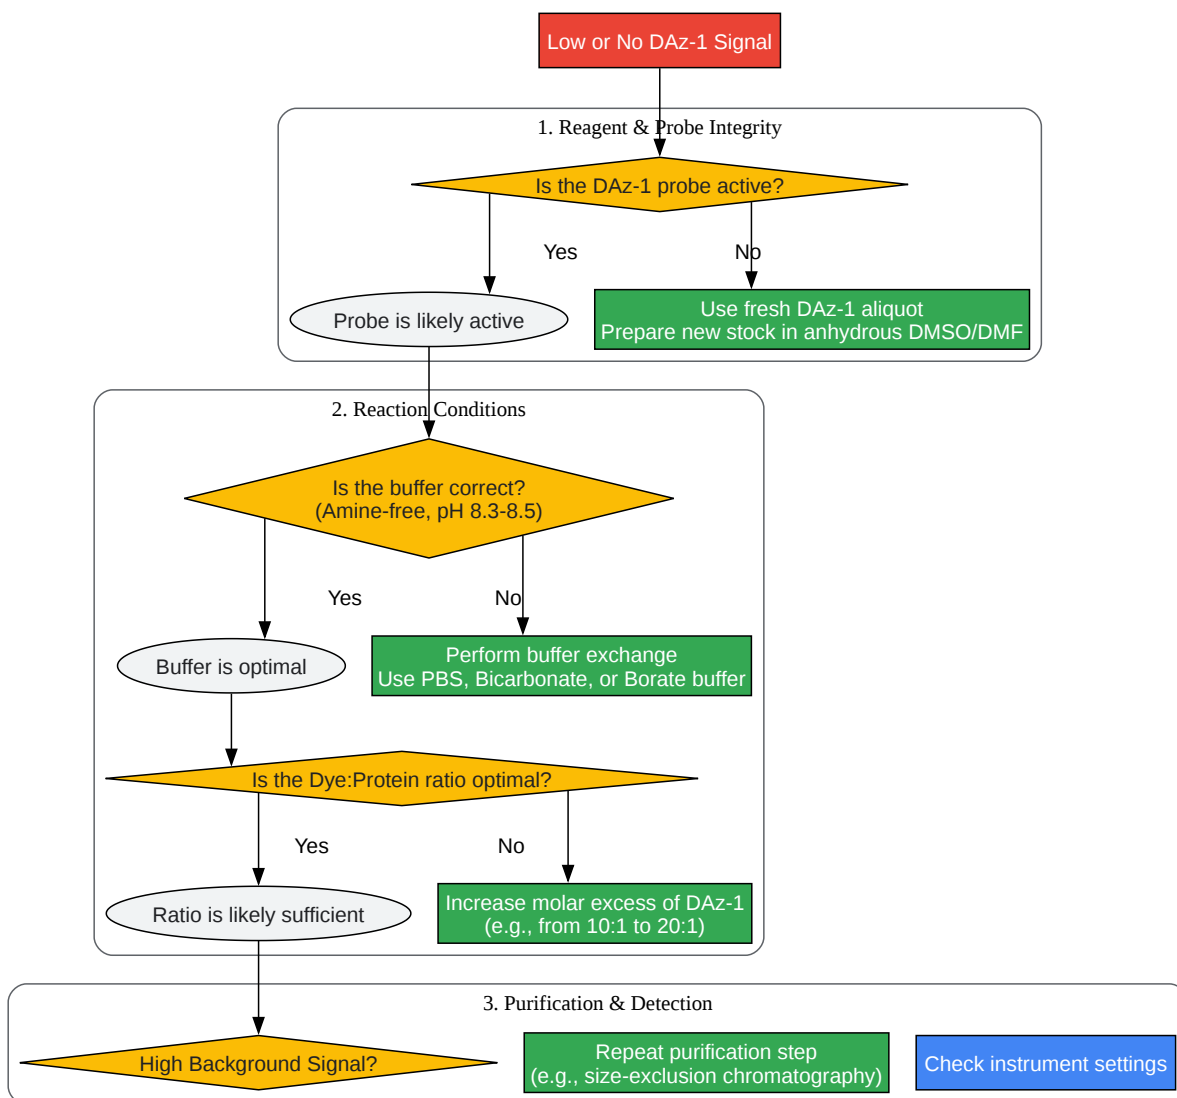 Low or No DAz-1 Signal
1. Reagent & Probe Integrity
Is the DAz-1 probe active?
Yes
No
Probe is likely active
Use fresh DAz-1 aliquot
Prepare new stock in anhydrous DMSO/DMF
2. Reaction Conditions
Is the buffer correct?
(Amine-free, pH 8.3-8.5)
Yes
No
Buffer is optimal
Perform buffer exchange
Use PBS, Bicarbonate, or Borate buffer
Is the Dye:Protein ratio optimal?
Yes
No
Ratio is likely sufficient
Increase molar excess of DAz-1
(e.g., from 10:1 to 20:1)
3. Purification & Detection
High Background Signal?
Repeat purification step
(e.g., size-exclusion chromatography)
Check instrument settings